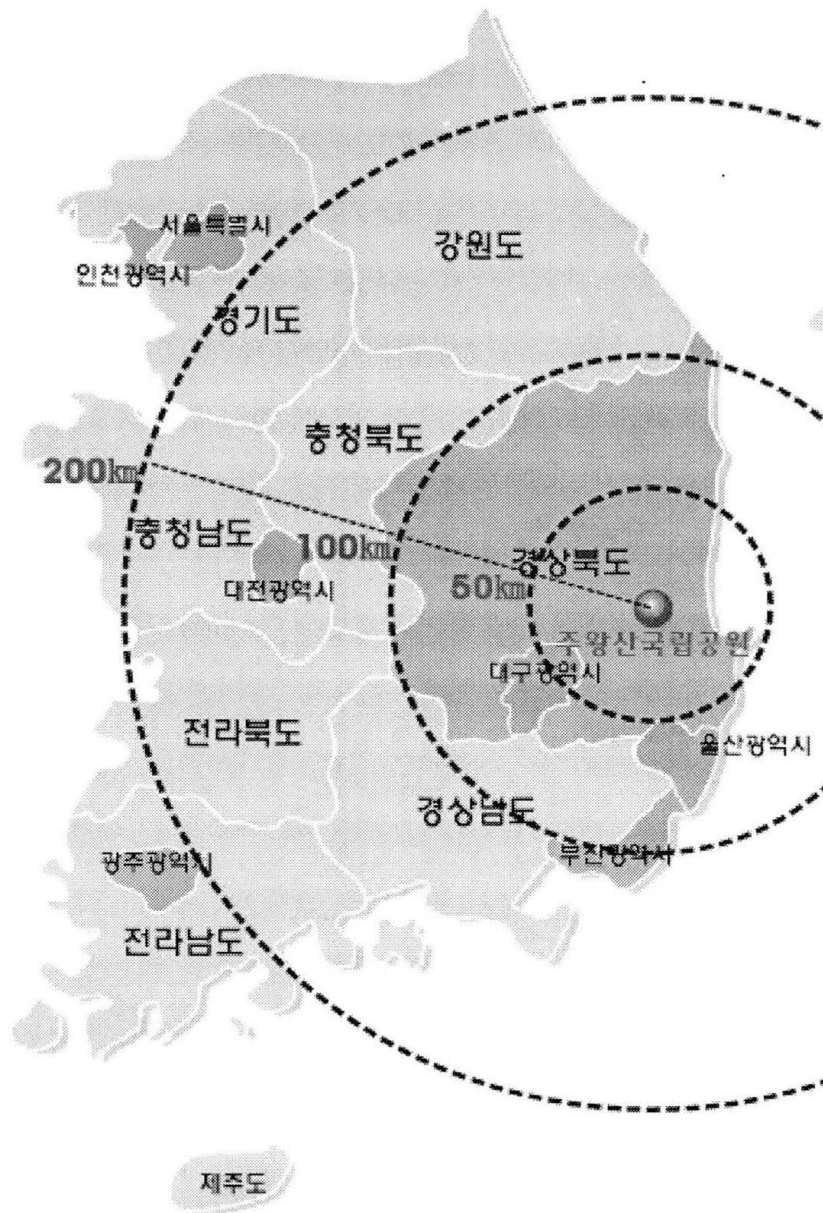 서울특별시
강원도
인천광역시
경기도
충청북도
200㎞
충청남도
100㎞
경상북도
대전광역시
50㎞
주왕산국립공원
대구광역시
전라북도
울산광역시
경상남도
부산광역시
광주광역시
전라남도
제주도